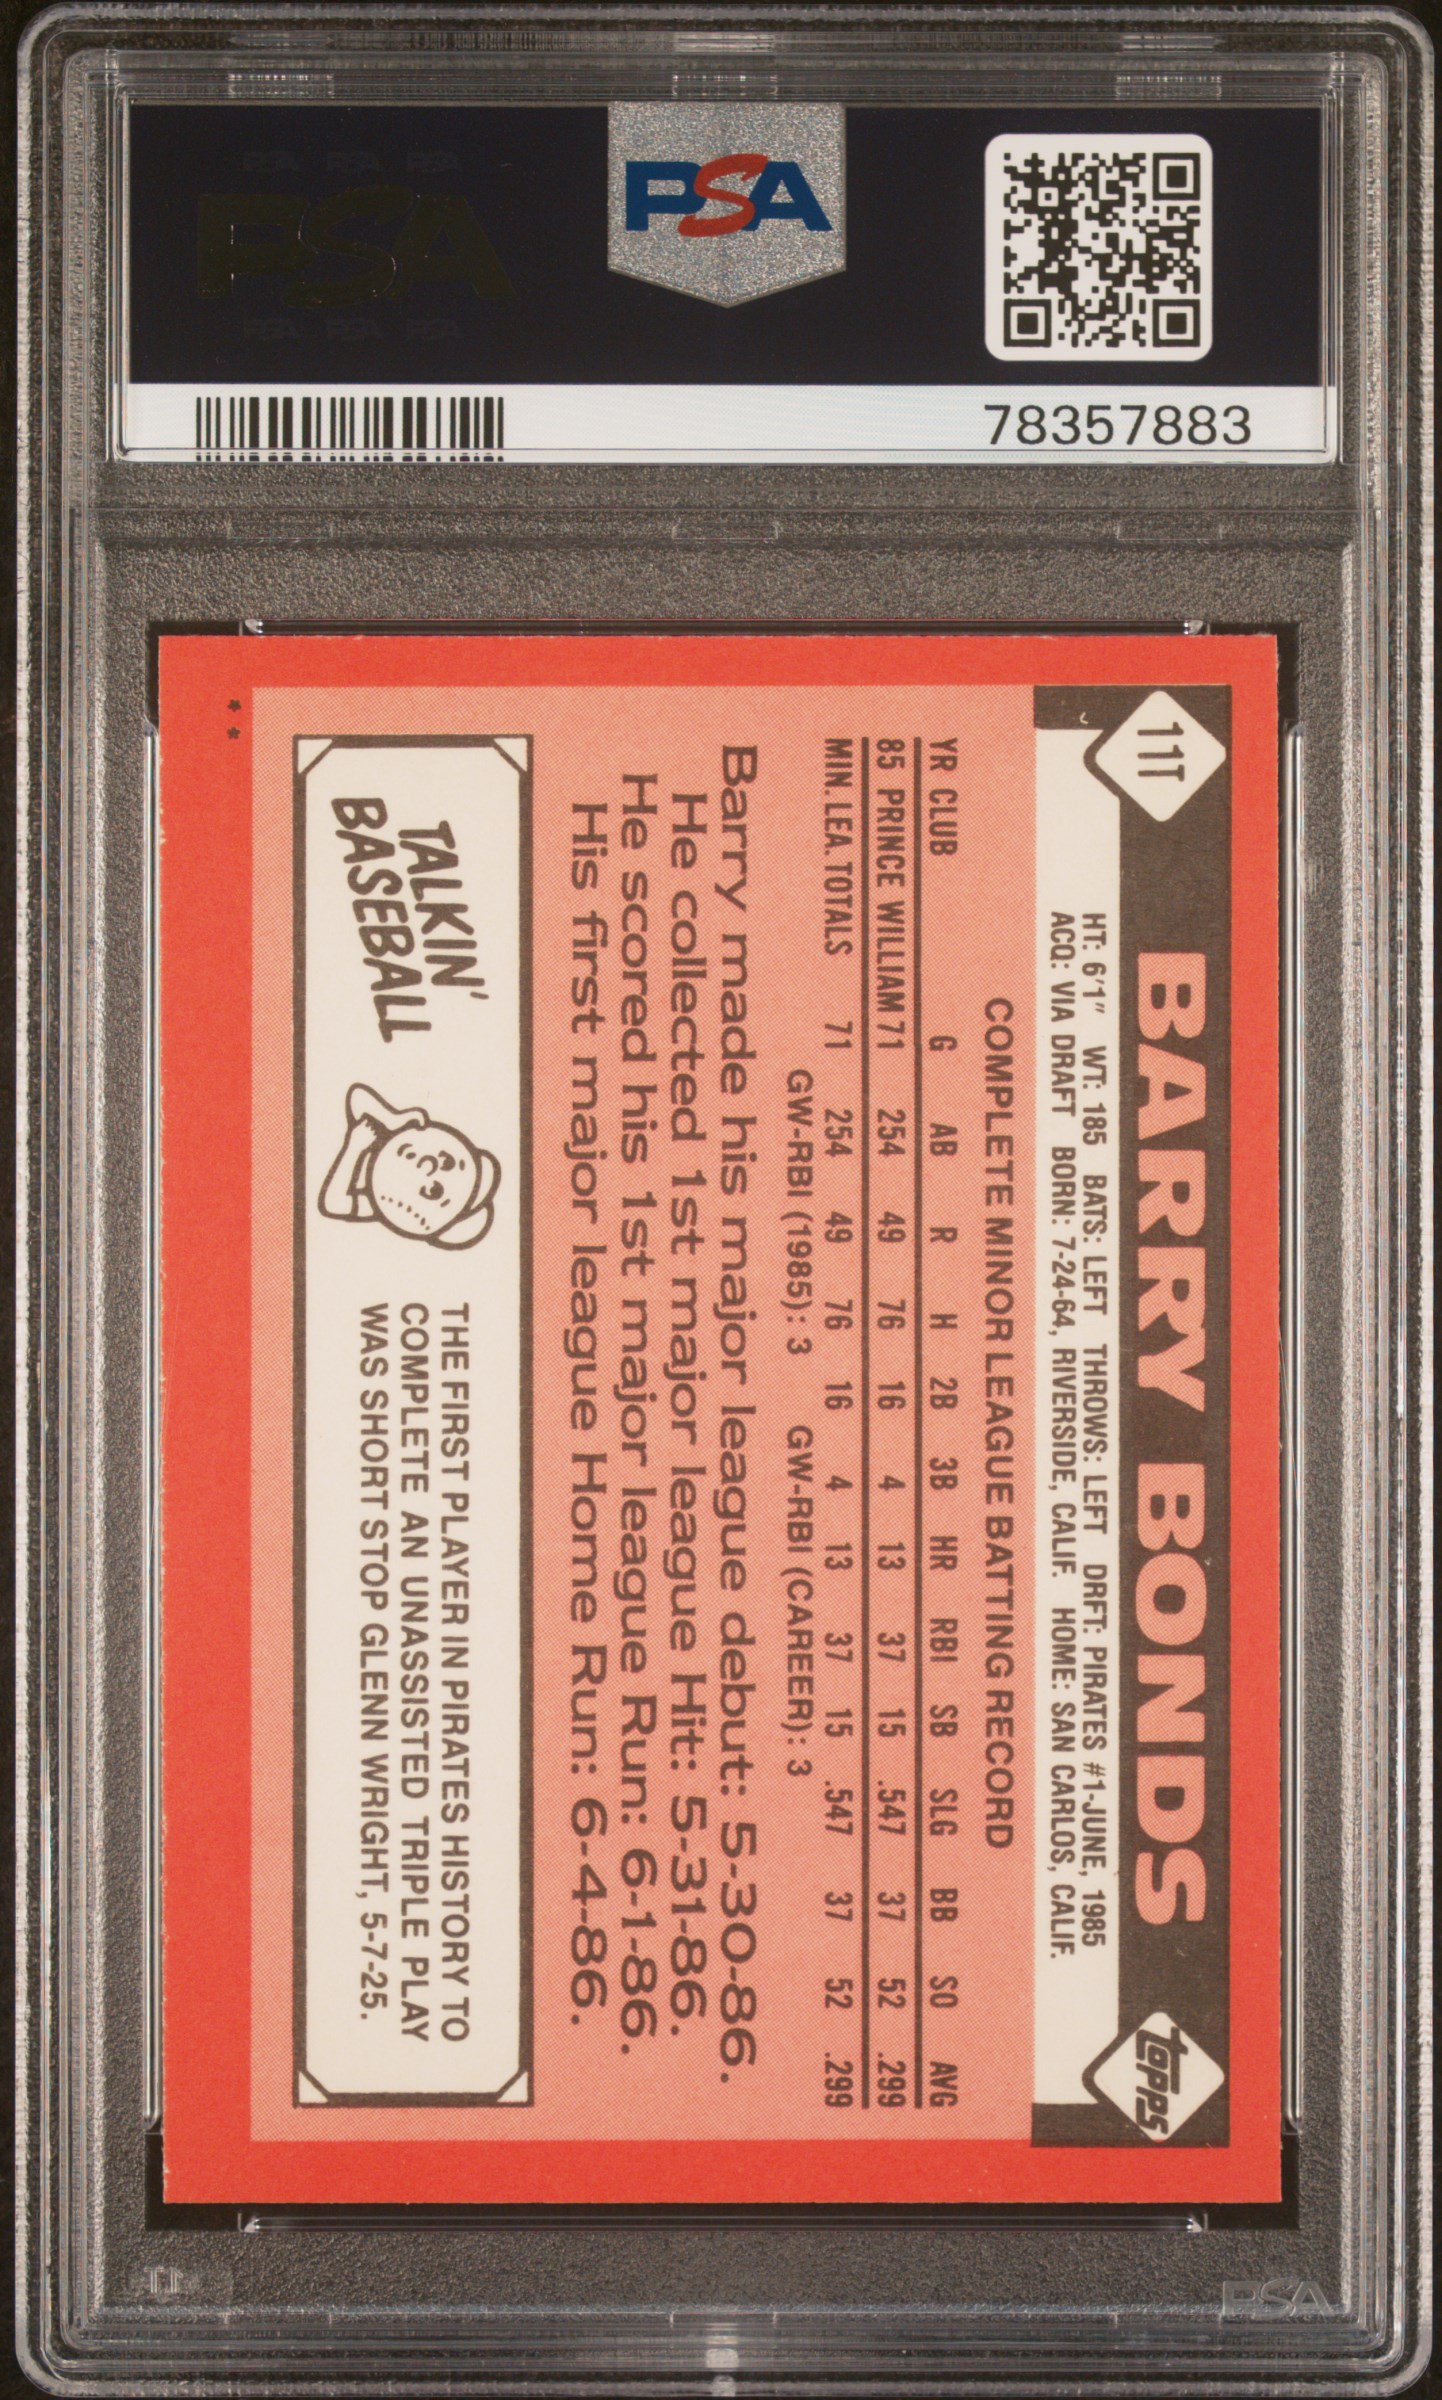 PSA
PSA PSA PSA
PSA
PSA PSA PSA
78357883
11T
BARRY BONDS
topps
HT: 6'1" WT: 185 BATS: LEFT THROWS: LEFT DRFT: PIRATES #1-JUNE, 1985
ACQ: VIA DRAFT BORN: 7-24-64, RIVERSIDE, CALIF. HOME: SAN CARLOS, CALIF.
COMPLETE MINOR LEAGUE BATTING RECORD
YR CLUB G AB R H 2B 3B HR RBI SB SLG BB SO AVG
85 PRINCE WILLIAM 71 254 49 76 16 4 13 37 15 .547 37 52 .299
MIN. LEA. TOTALS 71 254 49 76 16 4 13 37 15 .547 37 52 .299
GW-RBI (1985): 3 GW-RBI (CAREER): 3
Barry made his major league debut: 5-30-86.
He collected 1st major league Hit: 5-31-86.
He scored his 1st major league Run: 6-1-86.
His first major league Home Run: 6-4-86.
TALKIN'
BASEBALL
THE FIRST PLAYER IN PIRATES HISTORY TO
COMPLETE AN UNASSISTED TRIPLE PLAY
WAS SHORT STOP GLENN WRIGHT, 5-7-25.
**
PSA